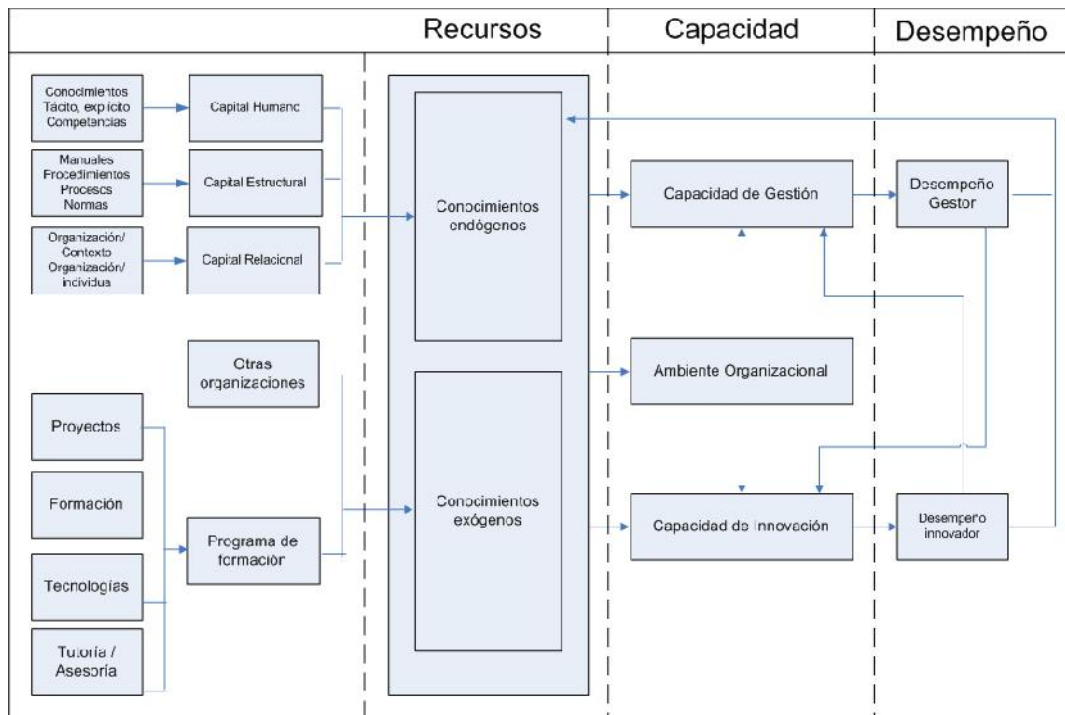 Recursos
Capacidad
Desempeño
Conocimientos
Tácito, explícito
Competencias
Capital Humano
Manuales
Procedimientos
Procesos
Normas
Capital Estructural
Organización/
Contexto
Organización/
individua
Capital Relacional
Otras
organizaciones
Proyectos
Formación
Tecnologías
Tutoría /
Asesoría
Programa de
formación
Conocimientos
endógenos
Conocimientos
exógenos
Capacidad de Gestión
Ambiente Organizacional
Capacidad de Innovación
Desempeño
Gestor
Desempeño
innovador